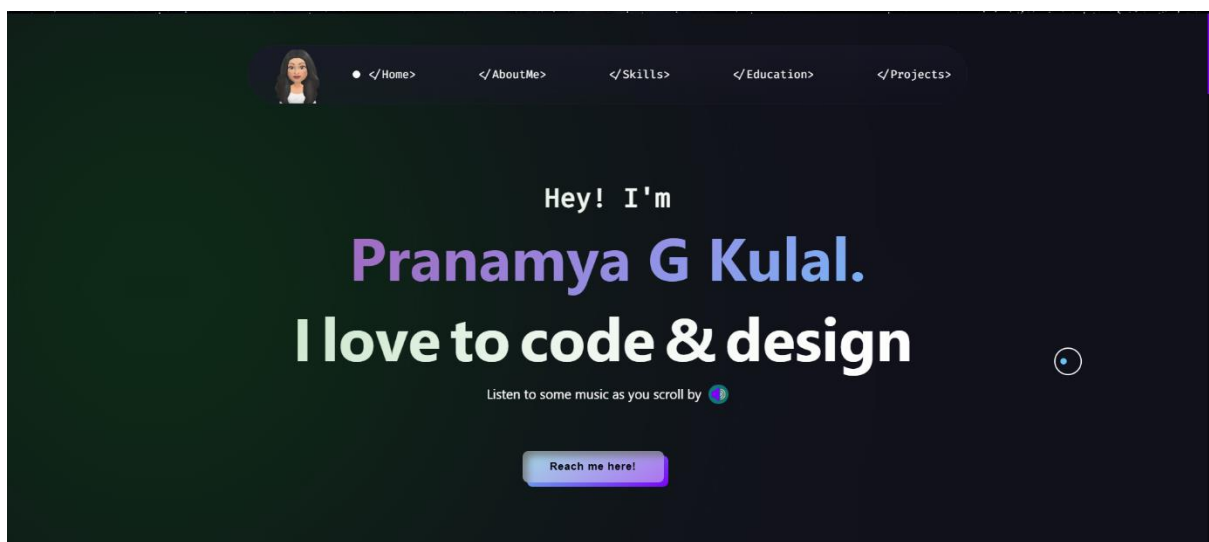 </Home> </AboutMe> </Skills> </Education> </Projects>
Hey! I'm
Pranamya G Kulal.
I love to code & design
Listen to some music as you scroll by
Reach me here!